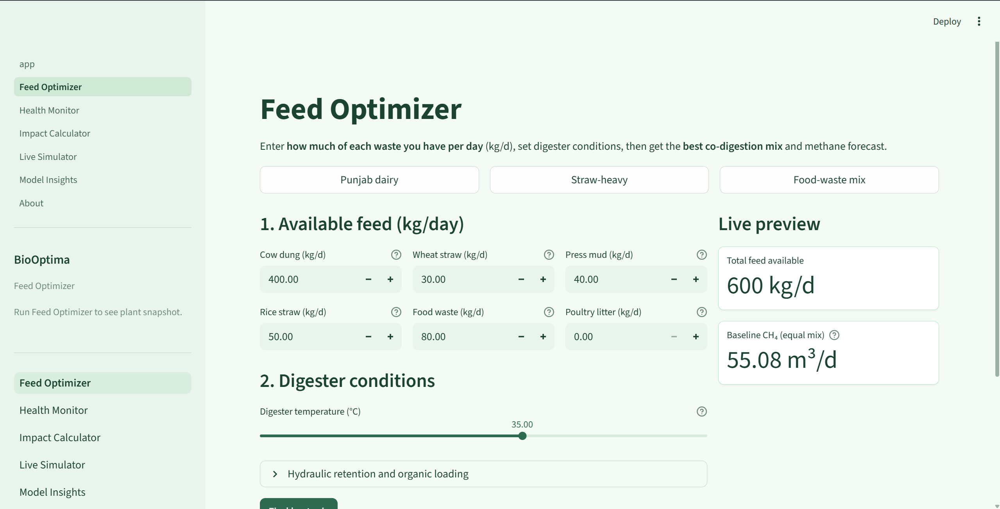 Deploy
app
Feed Optimizer
Health Monitor
Impact Calculator
Live Simulator
Model Insights
About
BioOptima
Feed Optimizer
Run Feed Optimizer to see plant snapshot.
Feed Optimizer
Health Monitor
Impact Calculator
Live Simulator
Model Insights
Feed Optimizer
Enter how much of each waste you have per day (kg/d), set digester conditions, then get the best co-digestion mix and methane forecast.
Punjab dairy
Straw-heavy
Food-waste mix
1. Available feed (kg/day)
Cow dung (kg/d)
400.00
Wheat straw (kg/d)
30.00
Press mud (kg/d)
40.00
Rice straw (kg/d)
50.00
Food waste (kg/d)
80.00
Poultry litter (kg/d)
0.00
2. Digester conditions
Digester temperature (°C)
35.00
Hydraulic retention and organic loading
Live preview
Total feed available
600 kg/d
Baseline CH₄ (equal mix)
55.08 m³/d